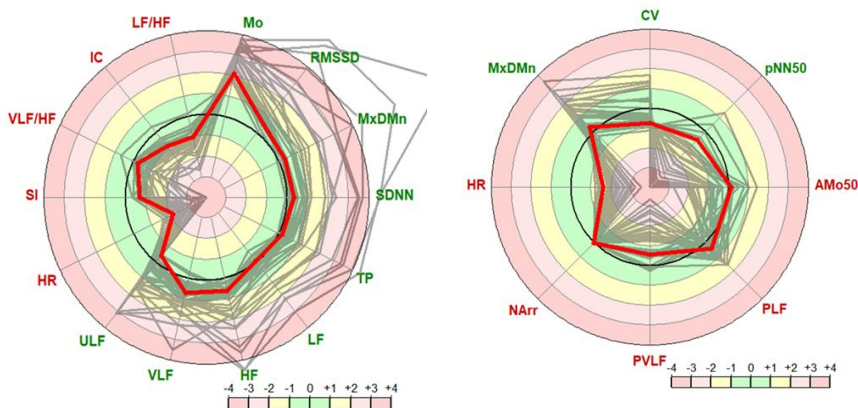 LF/HF
Mo
IC
RMSSD
VLF/HF
MxDMn
SI
SDNN
HR
TP
ULF
LF
VLF
HF
-4 -3 -2 -1 0 +1 +2 +3 +4
CV
MxDMn
pNN50
HR
AMo50
NArr
PLF
PVLF
-4 -3 -2 -1 0 +1 +2 +3 +4